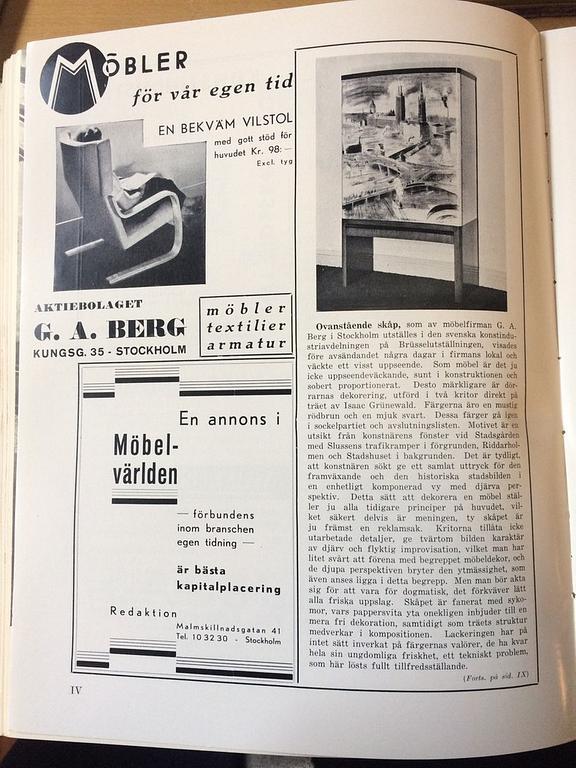 MÖBLER
för vår egen tid
EN BEKVÄM VILSTOL
med gott stöd för
huvudet Kr. 98:—
Excl. tyg
AKTIEBOLAGET
G. A. BERG
KUNGSG. 35 - STOCKHOLM
möbler
textilier
armatur
En annons i
Möbel-
världen
— förbundens
inom branschen
egen tidning —
är bästa
kapitalplacering
Redaktion
Malmskillnadsgatan 41
Tel. 10 32 30 - Stockholm
IV
Ovanstående skåp, som av möbelfirman G. A.
Berg i Stockholm utställes i den svenska konstindu-
striavdelningen på Brüsselutställningen, visades
före avsändandet några dagar i firmans lokal och
väckte ett visst uppseende. Som möbel är det ju
icke uppseendeväckande, sunt i konstruktionen och
sobert proportionerat. Desto märkligare är dör-
rarnas dekorering, utförd i två kritor direkt på
träet av Isaac Grünewald. Färgerna äro en mustig
rödbrun och en mjuk svart. Dessa färger gå igen
i sockelpartiet och avslutningslisten. Motivet är en
utsikt från konstnärens fönster vid Stadsgården
med Slussens trafikramper i förgrunden, Riddarhol-
men och Stadshuset i bakgrunden. Det är tydligt,
att konstnären sökt ge ett samlat uttryck för den
framväxande och den historiska stadsbilden i
en enhetligt komponerad vy med djärva per-
spektiv. Detta sätt att dekorera en möbel stäl-
ler ju alla tidigare principer på huvudet, vil-
ket säkert delvis är meningen, ty skåpet är
ju främst en reklamsak. Kritorna tillåta icke
utarbetade detaljer, ge tvärtom bilden karaktär
av djärv och flyktig improvisation, vilket man har
litet svårt att förena med begreppet möbeldekor, och
de djupa perspektiven bryter den ytmässighet, som
även anses ligga i detta begrepp. Men man bör akta
sig för att vara för dogmatisk, det förkväver lätt
alla friska uppslag. Skåpet är fanerat med syko-
mor, vars pappersvita yta onekligen inbjuder till en
mera fri dekoration, samtidigt som träets struktur
medverkar i kompositionen. Lackeringen har på
intet sätt inverkat på färgernas valörer, de ha kvar
hela sin ungdomliga friskhet, ett tekniskt problem,
som här lösts fullt tillfredsställande.
(Forts. på sid. IX)